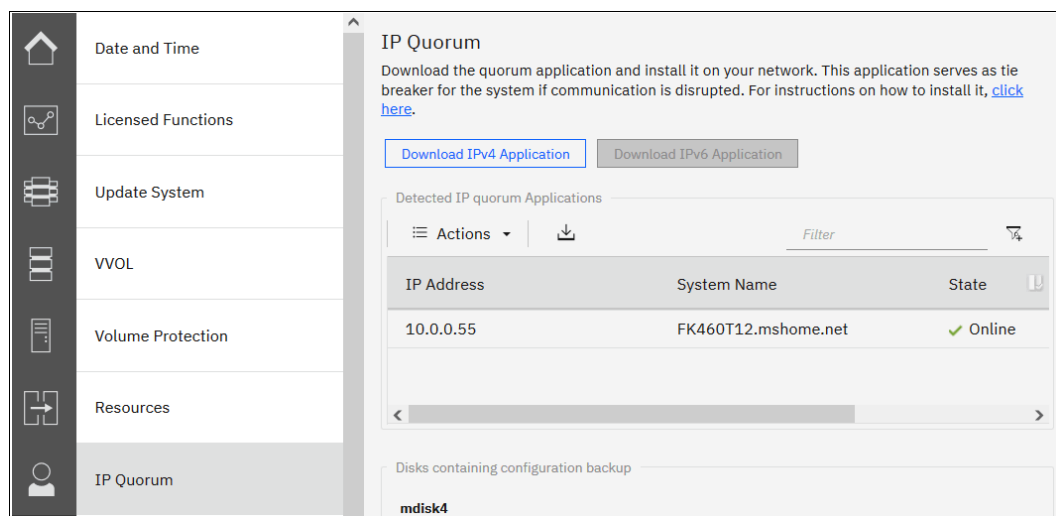 Date and Time
Licensed Functions
Update System
VVOL
Volume Protection
Resources
IP Quorum
IP Quorum
Download the quorum application and install it on your network. This application serves as tie
breaker for the system if communication is disrupted. For instructions on how to install it, click
here.
Download IPv4 Application Download IPv6 Application
Detected IP quorum Applications
Actions Filter
IP Address System Name State
10.0.0.55 FK460T12.mshome.net Online
Disks containing configuration backup
mdisk4